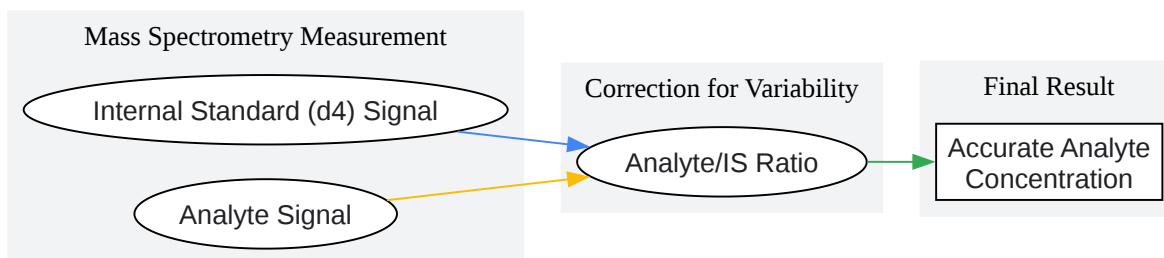 Mass Spectrometry Measurement
Internal Standard (d4) Signal
Analyte Signal
Correction for Variability
Analyte/IS Ratio
Final Result
Accurate Analyte
Concentration